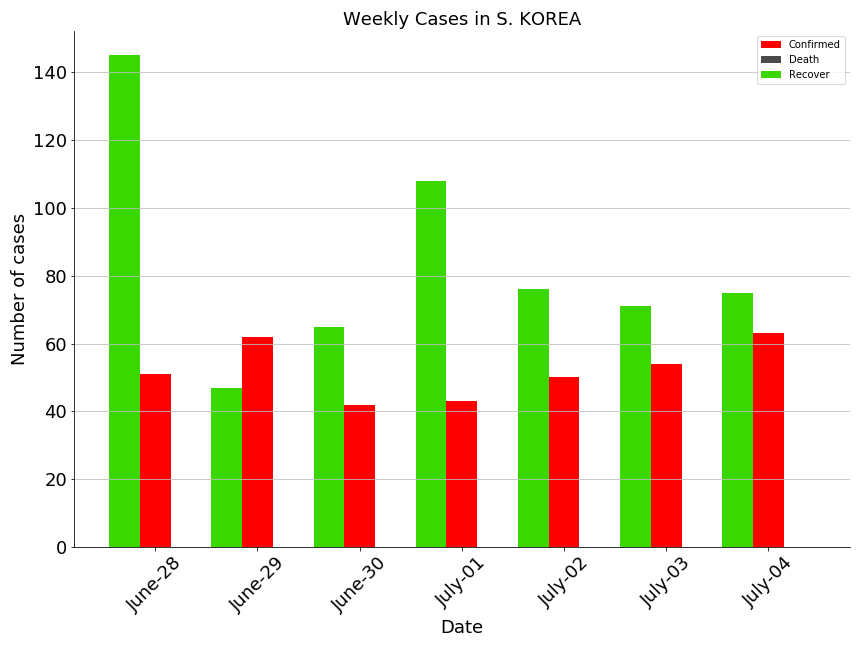 Weekly Cases in S. KOREA
Confirmed
Death
Recover
Number of cases
140
120
100
80
60
40
20
0
June-28
June-29
June-30
July-01
July-02
July-03
July-04
Date